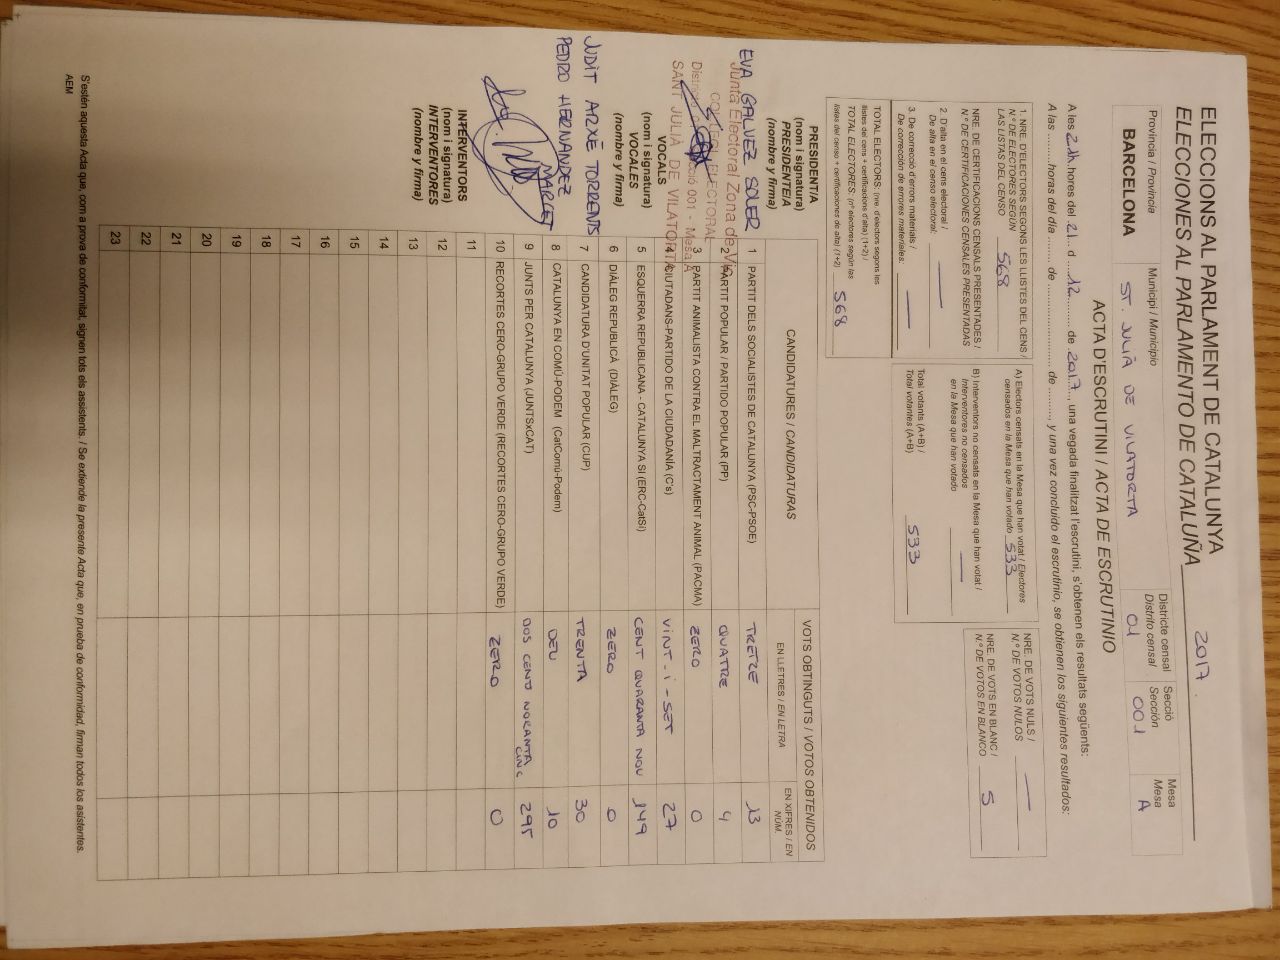 ELECCIONS AL PARLAMENT DE CATALUNYA
ELECCIONES AL PARLAMENTO DE CATALUÑA 2017
Província / Provincia
BARCELONA
Municipi / Municipio
ST. JULIÀ DE VILATORTA
Districte censal
Distrito censal
01
Secció
Sección
001
Mesa
Mesa
A
ACTA D'ESCRUTINI / ACTA DE ESCRUTINIO
A les 21h hores del 21 d 12 de 2017, una vegada finalitzat l'escrutini, s'obtenen els resultats següents:
A las ........ horas del día ........ de ........ de ........, y una vez concluido el escrutinio, se obtienen los siguientes resultados:
1. NRE. D'ELECTORS SEGONS LES LLISTES DEL CENS /
N.º DE ELECTORES SEGÚN
LAS LISTAS DEL CENSO 568
NRE. DE CERTIFICACIONS CENSALS PRESENTADES /
N.º DE CERTIFICACIONES CENSALES PRESENTADAS
2. D'alta en el cens electoral /
De alta en el censo electoral: —
3. De correcció d'errors materials /
De corrección de errores materiales: —
TOTAL ELECTORS: (nre. d'electors segons les
llistes del cens + certificacions d'alta) (1+2) /
TOTAL ELECTORES: (nº electores según las
listas del censo + certificaciones de alta) (1+2) 568
A) Electors censats en la Mesa que han votat / Electores
censados en la Mesa que han votado 533
B) Interventors no censats en la Mesa que han votat /
Interventores no censados
en la Mesa que han votado —
Total votants (A+B) /
Total votantes (A+B) 533
NRE. DE VOTS NULS /
N.º DE VOTOS NULOS —
NRE. DE VOTS EN BLANC /
N.º DE VOTOS EN BLANCO 5
PRESIDENT/A
(nom i signatura)
PRESIDENTE/A
(nombre y firma)
EVA GALVEZ SOLER
Junta Electoral Zona de Vic
COL·LEGI ELECTORAL
Secció 001 - Mesa A
SANT JULIÀ DE VILATORTA
VOCALS
(nom i signatura)
VOCALES
(nombre y firma)
JUDIT ARXÉ TORRENTS
PEDRO HERNANDEZ
MARCET
INTERVENTORS
(nom i signatura)
INTERVENTORES
(nombre y firma)
CANDIDATURES / CANDIDATURAS
VOTS OBTINGUTS / VOTOS OBTENIDOS
EN LLETRES / EN LETRA
EN XIFRES / EN NÚM.
1 PARTIT DELS SOCIALISTES DE CATALUNYA (PSC-PSOE) TRETZE 13
2 PARTIT POPULAR / PARTIDO POPULAR (PP) QUATRE 4
3 PARTIT ANIMALISTA CONTRA EL MALTRACTAMENT ANIMAL (PACMA) ZERO 0
4 CIUTADANS-PARTIDO DE LA CIUDADANÍA (C's) VINT-I-SET 27
5 ESQUERRA REPUBLICANA - CATALUNYA SÍ (ERC-CatSí) CENT QUARANTA NOU 149
6 DIÀLEG REPUBLICÀ (DIÀLEG) ZERO 0
7 CANDIDATURA D'UNITAT POPULAR (CUP) TRENTA 30
8 CATALUNYA EN COMÚ-PODEM (CatComú-Podem) DEU 10
9 JUNTS PER CATALUNYA (JUNTSxCAT) DOS CENTS NORANTA CINC 295
10 RECORTES CERO-GRUPO VERDE (RECORTES CERO-GRUPO VERDE) ZERO 0
11
12
13
14
15
16
17
18
19
20
21
22
23
S'estén aquesta Acta que, com a prova de conformitat, signen tots els assistents. / Se extiende la presente Acta que, en prueba de conformidad, firman todos los asistentes.
AEM